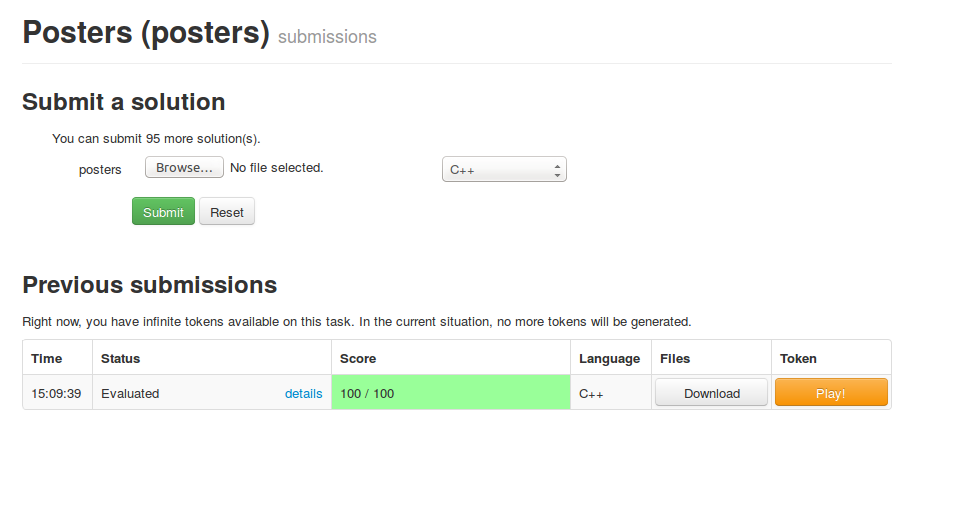 Posters (posters) submissions
Submit a solution
You can submit 95 more solution(s).
posters Browse... No file selected. C++
Submit Reset
Previous submissions
Right now, you have infinite tokens available on this task. In the current situation, no more tokens will be generated.
Time Status Score Language Files Token
15:09:39 Evaluated details 100 / 100 C++ Download Play!